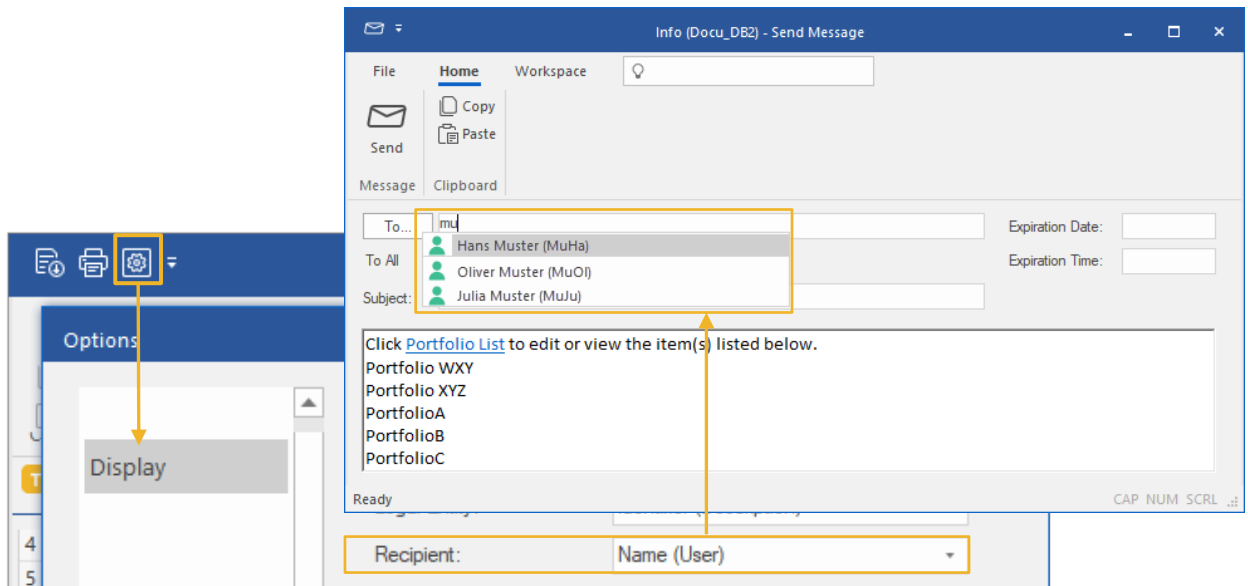 Info (Docu_DB2) - Send Message
File Home Workspace
Copy
Paste
Send
Message Clipboard
To... mu
Expiration Date:
Hans Muster (MuHa)
To All
Oliver Muster (MuOl)
Expiration Time:
Subject:
Julia Muster (MuJu)
Click Portfolio List to edit or view the item(s) listed below.
Portfolio WXY
Portfolio XYZ
PortfolioA
PortfolioB
PortfolioC
Ready
CAP NUM SCRL
Options
Display
T
4
5
Recipient: Name (User)